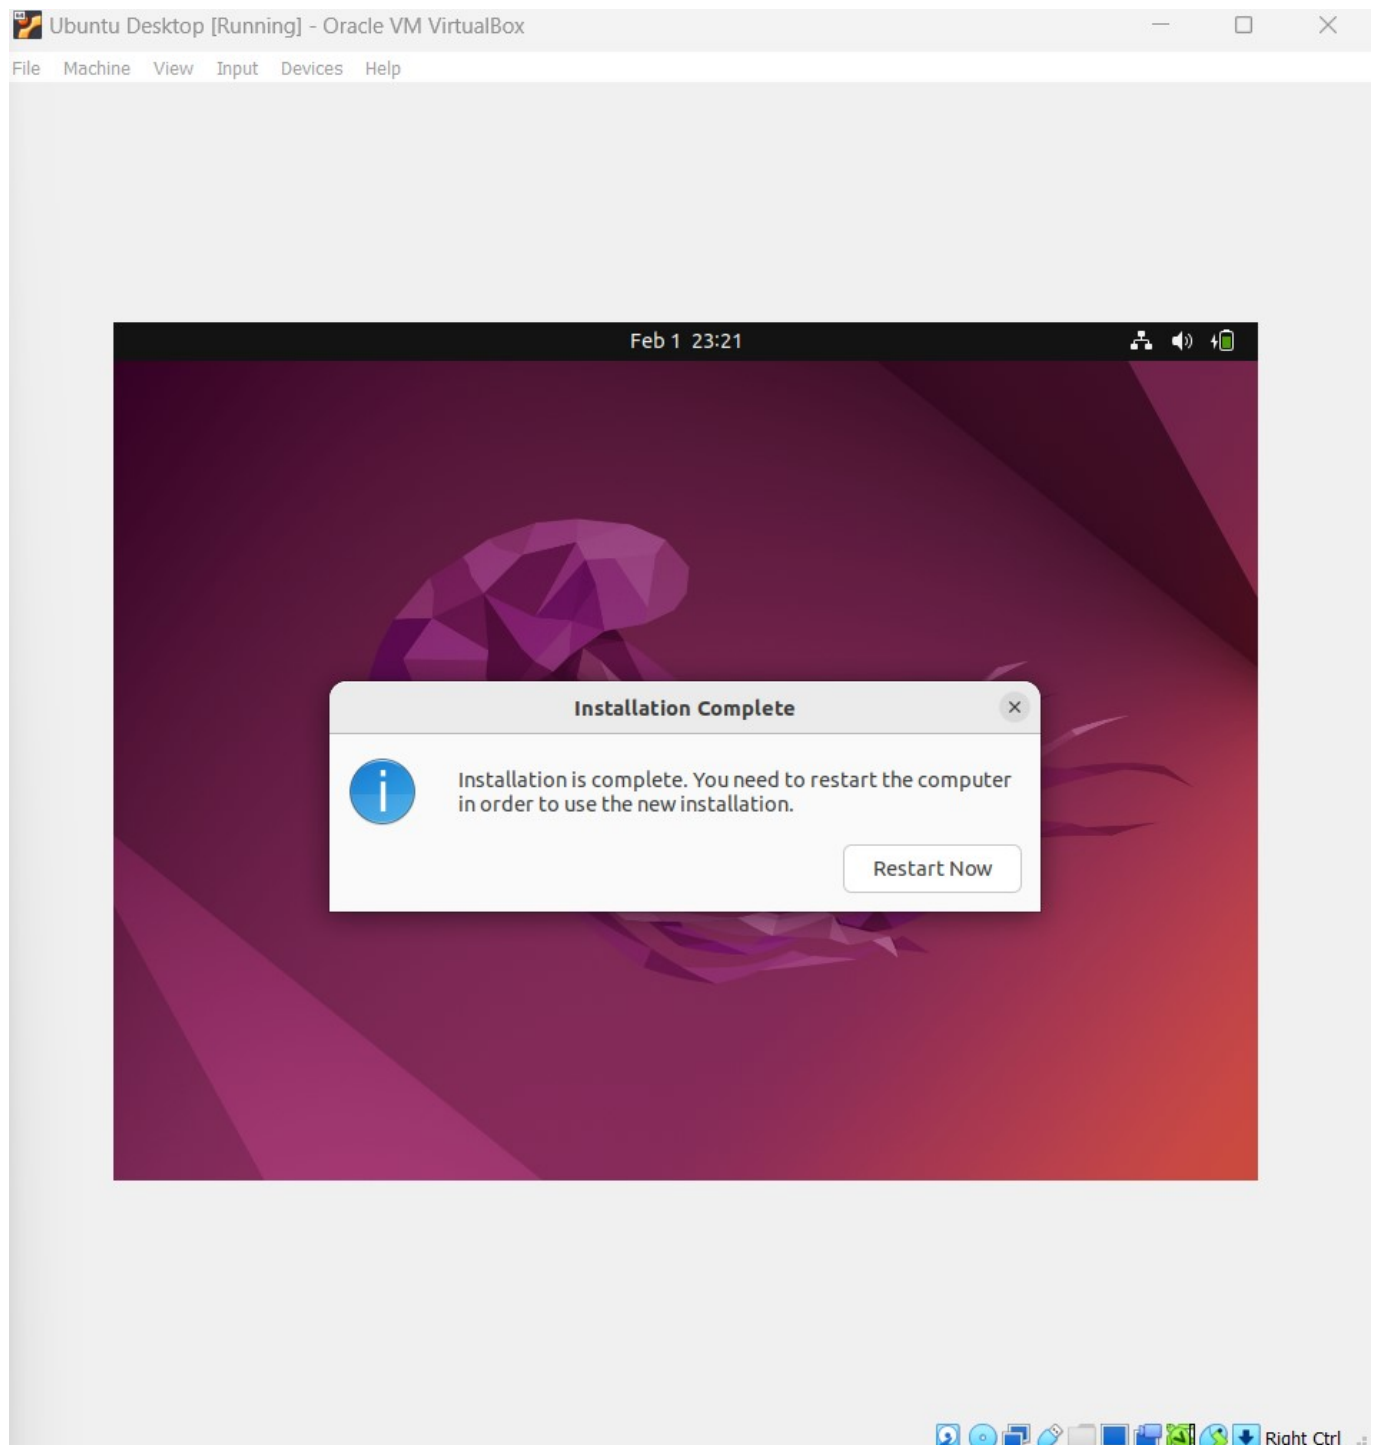 Ubuntu Desktop [Running] - Oracle VM VirtualBox
File Machine View Input Devices Help
Feb 1 23:21
Installation Complete
Installation is complete. You need to restart the computer
in order to use the new installation.
Restart Now
Right Ctrl